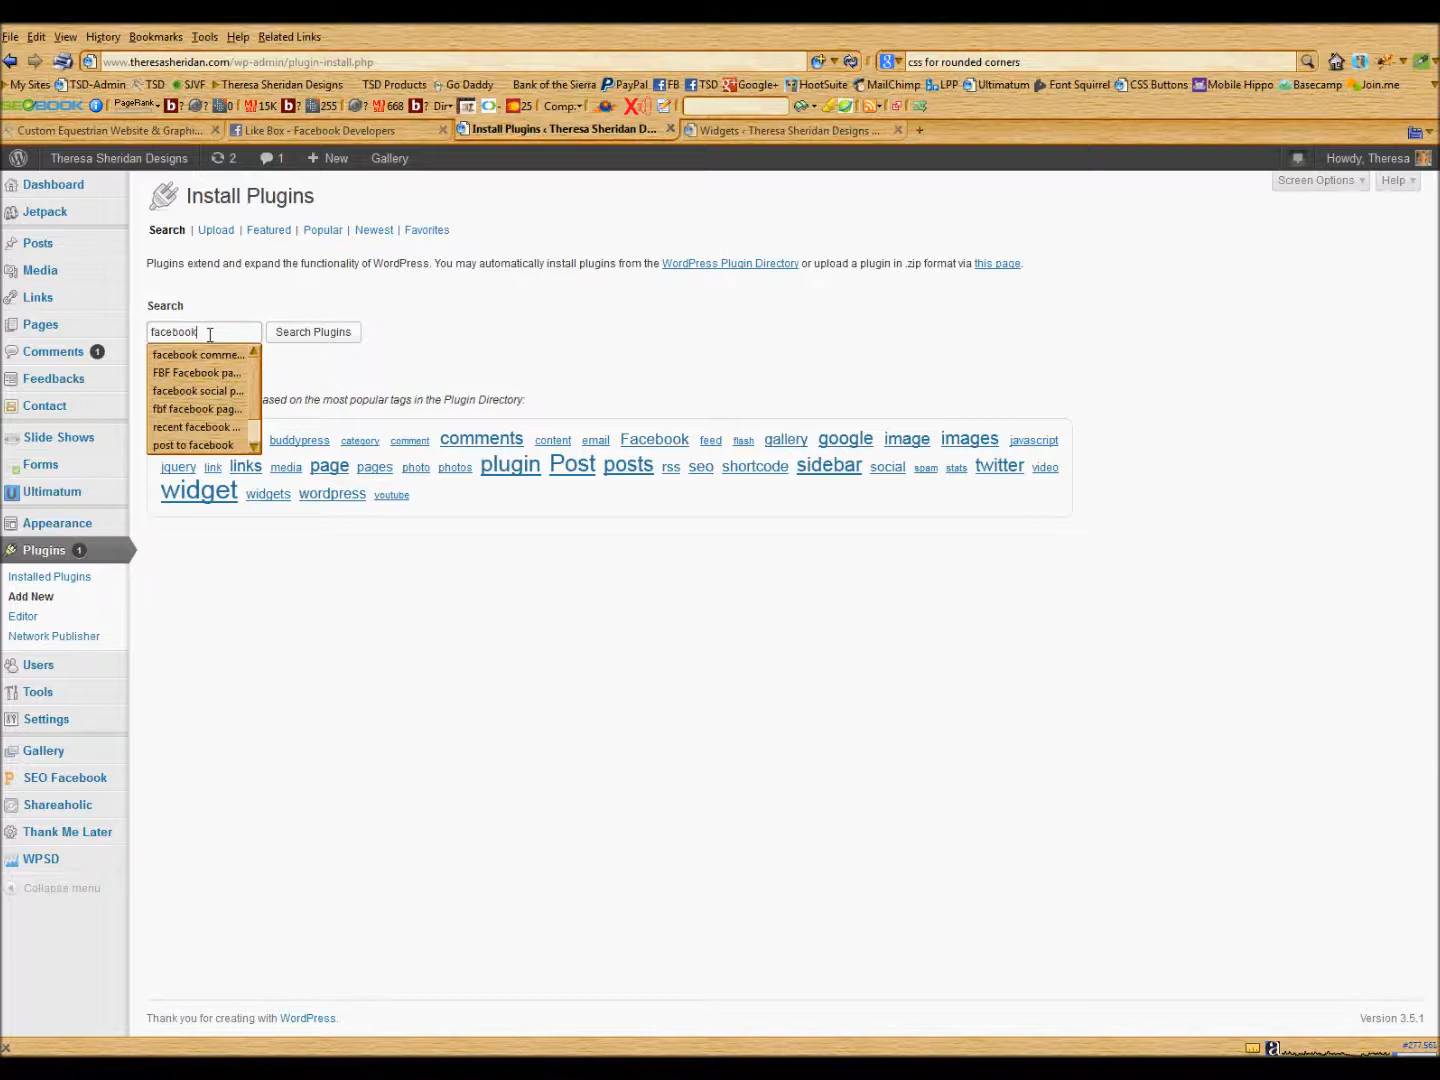 File Edit View History Bookmarks Tools Help Related Links
www.theresasheridan.com/wp-admin/plugin-install.php
css for rounded corners
My Sites TSD-Admin TSD SJVF Theresa Sheridan Designs TSD Products Go Daddy Bank of the Sierra PayPal FB TSD Google+ HootSuite MailChimp LPP Ultimatum Font Squirrel CSS Buttons Mobile Hippo Basecamp Join.me
SEOBOOK PageRank ? ? 0 15K ? 255 ? 668 ? Dir 25 Comp.
Custom Equestrian Website & Graphi... Like Box - Facebook Developers Install Plugins ‹ Theresa Sheridan D... Widgets ‹ Theresa Sheridan Designs ... +
Theresa Sheridan Designs 2 1 + New Gallery Howdy, Theresa
Screen Options Help
Dashboard
Jetpack
Posts
Media
Links
Pages
Comments 1
Feedbacks
Contact
Slide Shows
Forms
Ultimatum
Appearance
Plugins 1
Installed Plugins
Add New
Editor
Network Publisher
Users
Tools
Settings
Gallery
SEO Facebook
Shareaholic
Thank Me Later
WPSD
Collapse menu
Install Plugins
Search | Upload | Featured | Popular | Newest | Favorites
Plugins extend and expand the functionality of WordPress. You may automatically install plugins from the WordPress Plugin Directory or upload a plugin in .zip format via this page.
Search
facebook Search Plugins
facebook comme...
FBF Facebook pa...
facebook social p...
fbf facebook pag...
recent facebook ...
post to facebook
ased on the most popular tags in the Plugin Directory:
buddypress category comment comments content email Facebook feed flash gallery google image images javascript
jquery link links media page pages photo photos plugin Post posts rss seo shortcode sidebar social spam stats twitter video
widget widgets wordpress youtube
Thank you for creating with WordPress. Version 3.5.1
#277,561